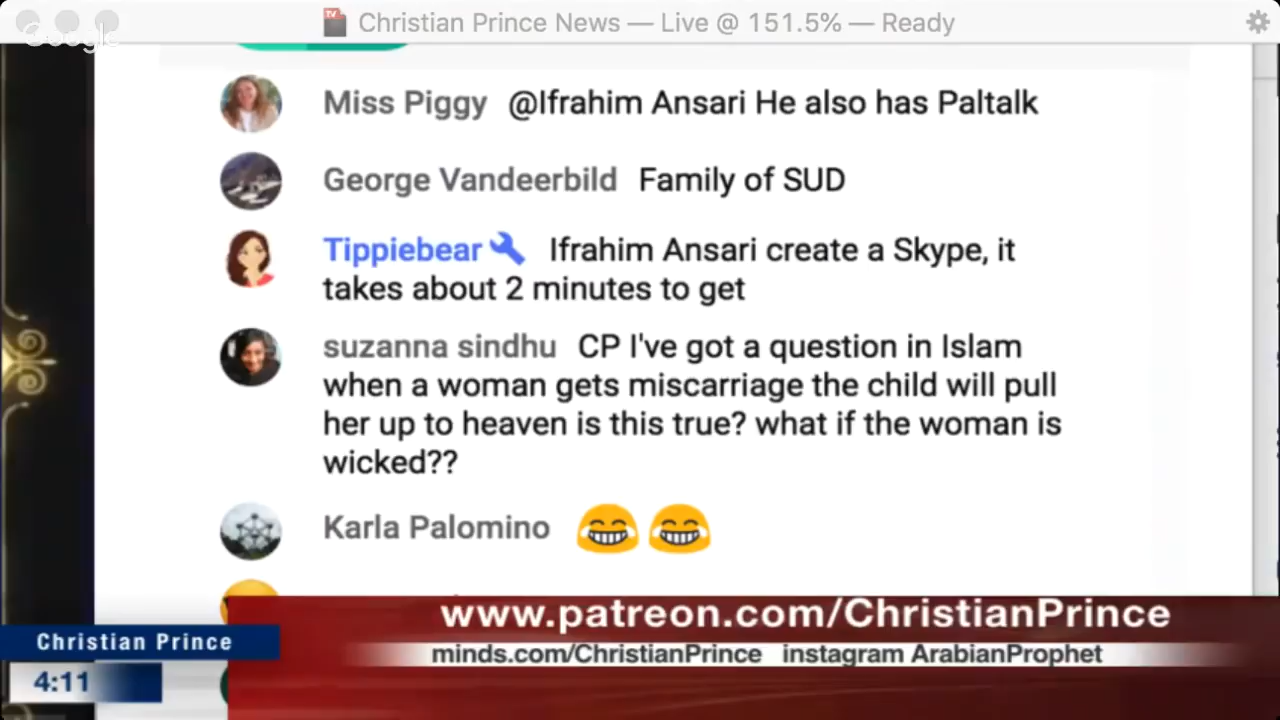 Christian Prince News — Live @ 151.5% — Ready
Google
Miss Piggy @Ifrahim Ansari He also has Paltalk
George Vandeerbild Family of SUD
Tippiebear Ifrahim Ansari create a Skype, it
takes about 2 minutes to get
suzanna sindhu CP I've got a question in Islam
when a woman gets miscarriage the child will pull
her up to heaven is this true? what if the woman is
wicked??
Karla Palomino 😂 😂
www.patreon.com/ChristianPrince
Christian Prince
minds.com/ChristianPrince instagram ArabianProphet
4:11